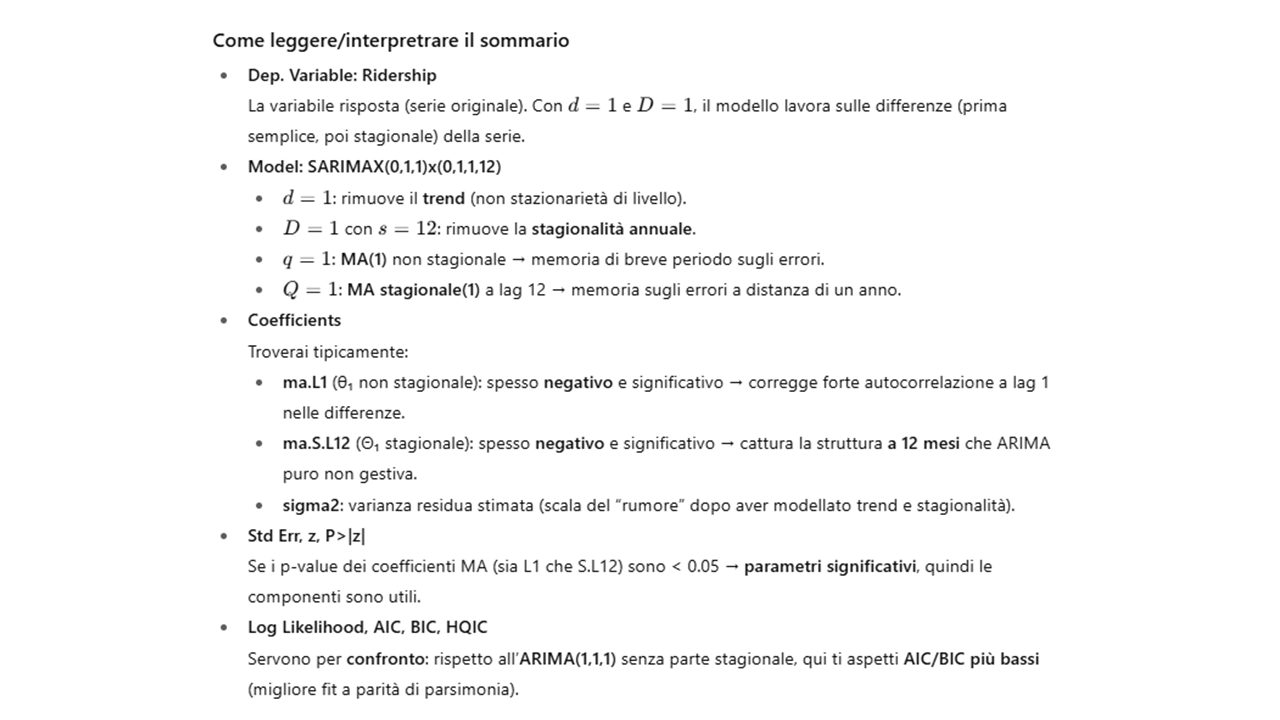 Come leggere/interpretrare il sommario
• Dep. Variable: Ridership
La variabile risposta (serie originale). Con d = 1 e D = 1, il modello lavora sulle differenze (prima
semplice, poi stagionale) della serie.
• Model: SARIMAX(0,1,1)x(0,1,1,12)
• d = 1: rimuove il trend (non stazionarietà di livello).
• D = 1 con s = 12: rimuove la stagionalità annuale.
• q = 1: MA(1) non stagionale → memoria di breve periodo sugli errori.
• Q = 1: MA stagionale(1) a lag 12 → memoria sugli errori a distanza di un anno.
• Coefficients
Troverai tipicamente:
• ma.L1 (θ₁ non stagionale): spesso negativo e significativo → corregge forte autocorrelazione a lag 1
nelle differenze.
• ma.S.L12 (Θ₁ stagionale): spesso negativo e significativo → cattura la struttura a 12 mesi che ARIMA
puro non gestiva.
• sigma2: varianza residua stimata (scala del “rumore” dopo aver modellato trend e stagionalità).
• Std Err, z, P>|z|
Se i p-value dei coefficienti MA (sia L1 che S.L12) sono < 0.05 → parametri significativi, quindi le
componenti sono utili.
• Log Likelihood, AIC, BIC, HQIC
Servono per confronto: rispetto all’ARIMA(1,1,1) senza parte stagionale, qui ti aspetti AIC/BIC più bassi
(migliore fit a parità di parsimonia).